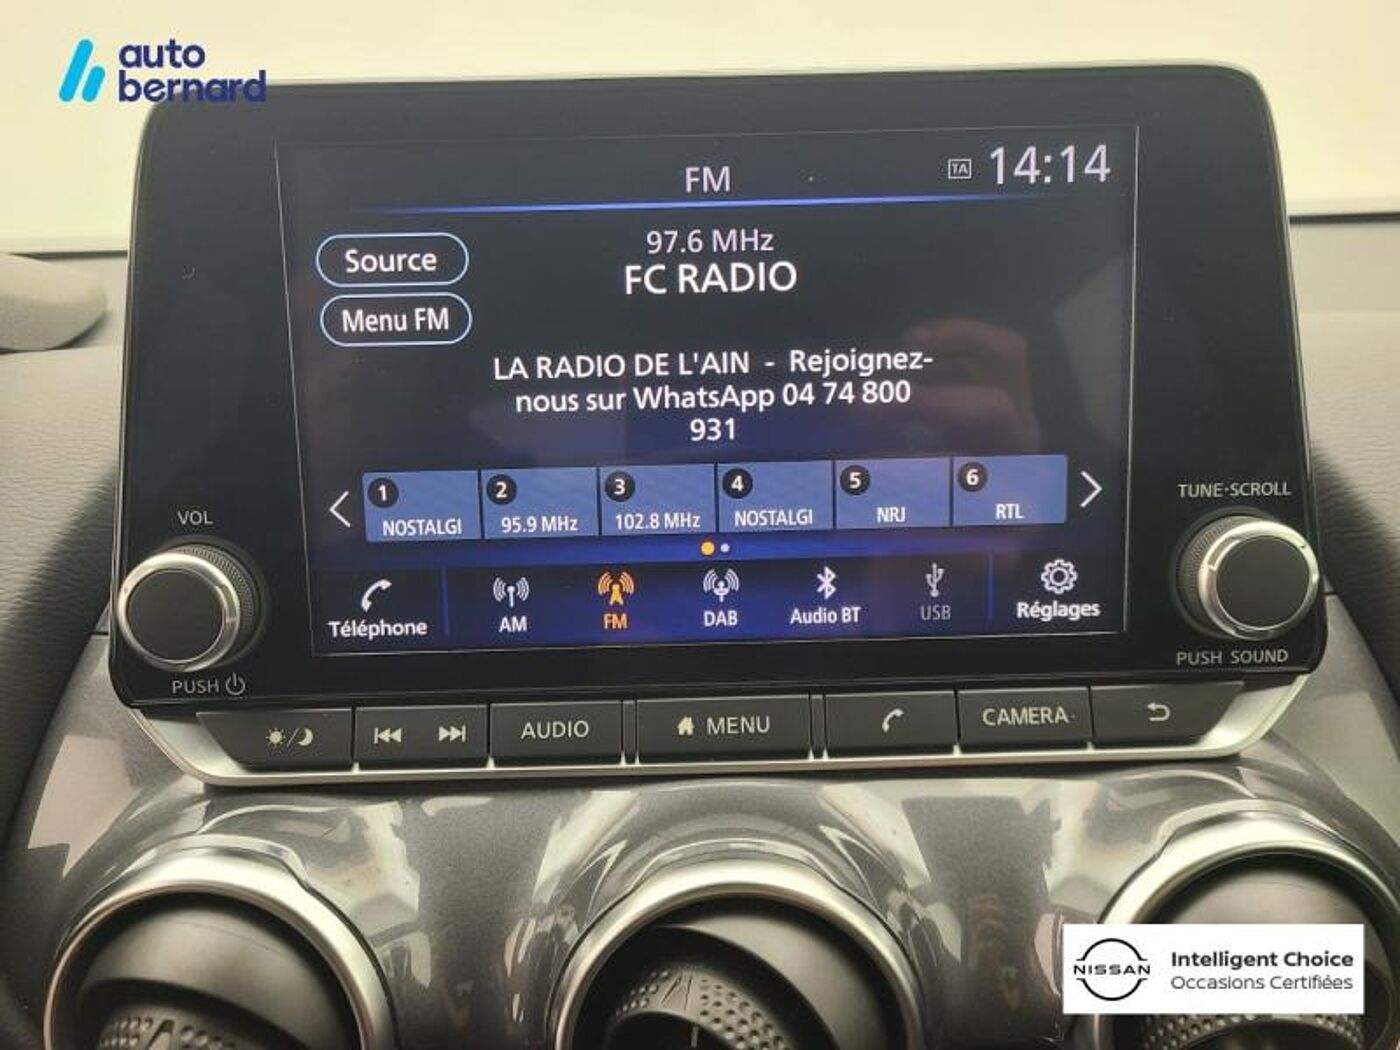 auto
bernard
FM
TA 14:14
Source
97.6 MHz
FC RADIO
Menu FM
LA RADIO DE L'AIN - Rejoignez-
nous sur WhatsApp 04 74 800
931
1 2 3 4 5 6
NOSTALGI 95.9 MHz 102.8 MHz NOSTALGI NRJ RTL
Téléphone AM FM DAB Audio BT USB Réglages
VOL
PUSH
TUNE·SCROLL
PUSH SOUND
AUDIO MENU CAMERA
NISSAN
Intelligent Choice
Occasions Certifiées